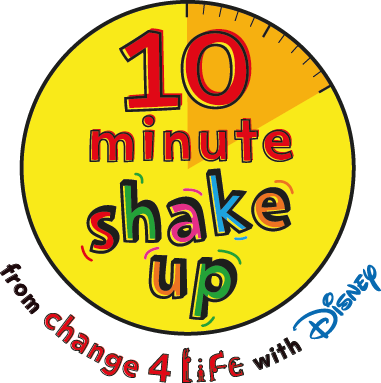 10
minute
shake
up
from change 4 Life with Disney